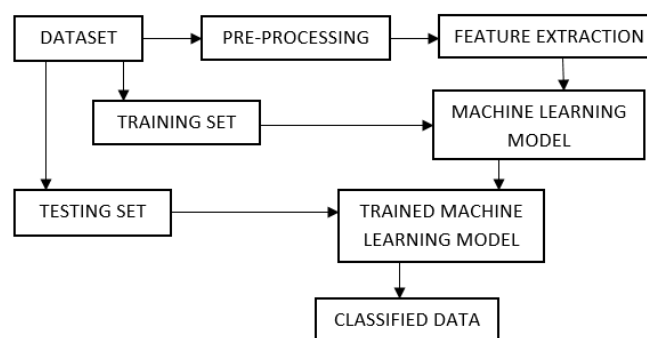 DATASET
PRE-PROCESSING
FEATURE EXTRACTION
TRAINING SET
MACHINE LEARNING
MODEL
TESTING SET
TRAINED MACHINE
LEARNING MODEL
CLASSIFIED DATA